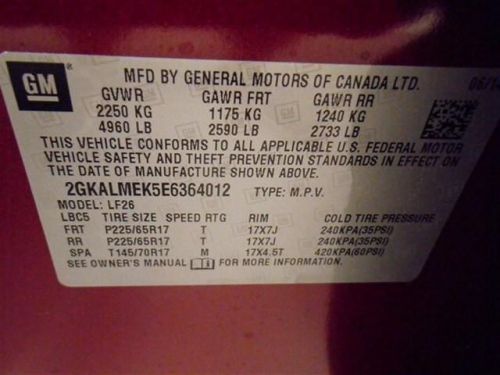 GM ®
MFD BY GENERAL MOTORS OF CANADA LTD.
GVWR GAWR FRT GAWR RR
2250 KG 1175 KG 1240 KG
4960 LB 2590 LB 2733 LB
THIS VEHICLE CONFORMS TO ALL APPLICABLE U.S. FEDERAL MOTOR
VEHICLE SAFETY AND THEFT PREVENTION STANDARDS IN EFFECT ON
THE DATE OF MANUFACTURE SHOWN ABOVE
2GKALMEK5E6364012 TYPE: M.P.V.
MODEL: LF26
LBC5 TIRE SIZE SPEED RTG RIM COLD TIRE PRESSURE
FRT P225/65R17 T 17X7J 240KPA(35PSI)
RR P225/65R17 T 17X7J 240KPA(35PSI)
SPA T145/70R17 M 17X4.5T 420KPA(60PSI)
SEE OWNER'S MANUAL FOR MORE INFORMATION